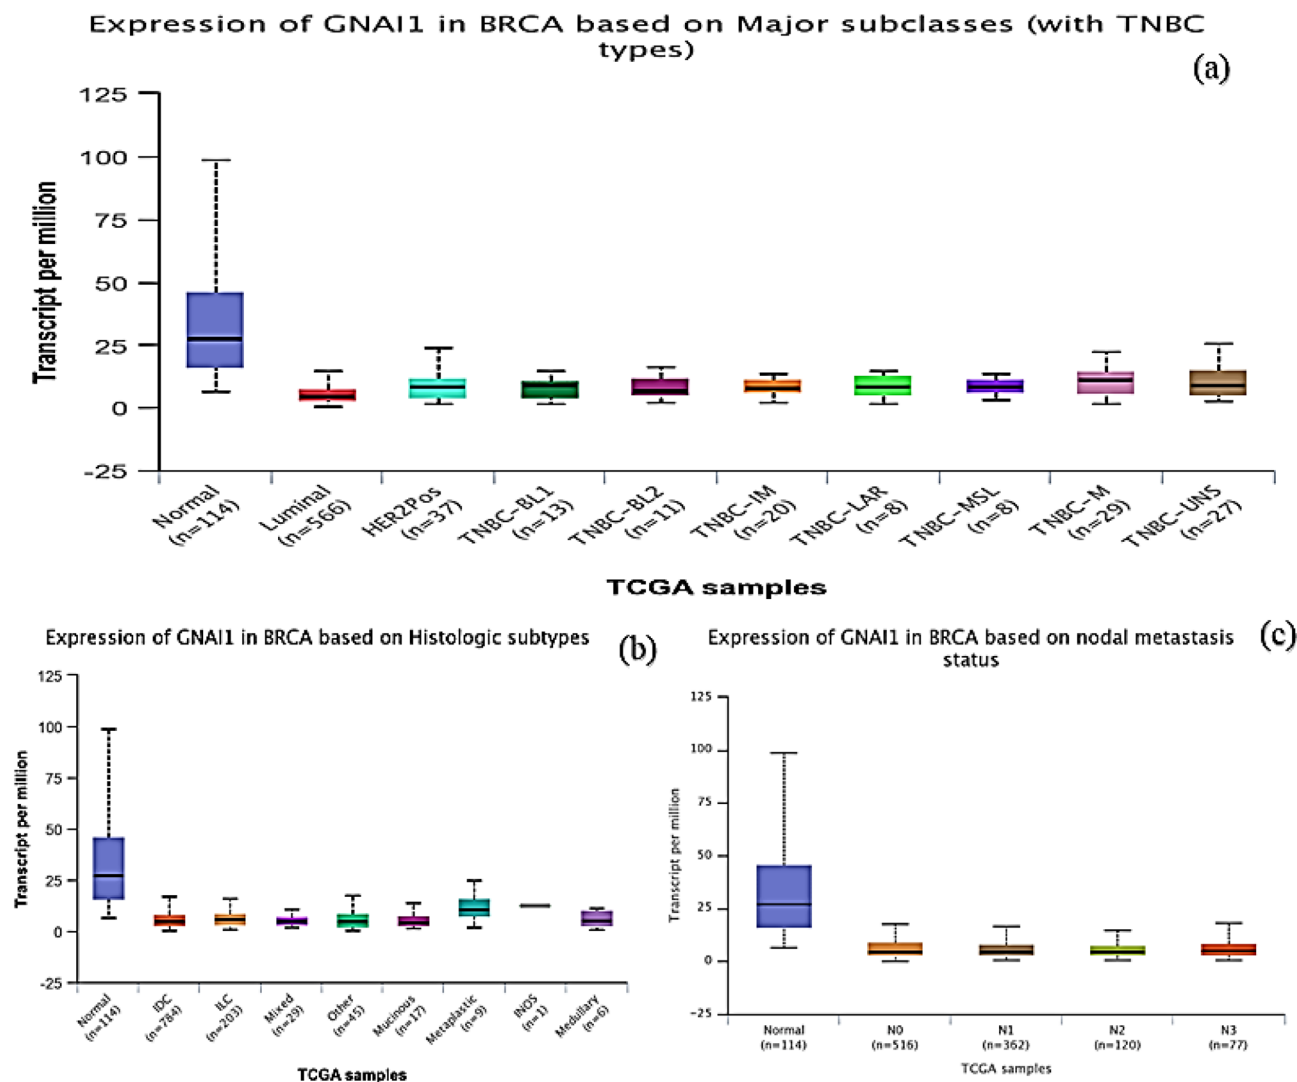 Expression of GNAI1 in BRCA based on Major subclasses (with TNBC
types)
(a)
Transcript per million
125
100
75
50
25
0
-25
Normal
(n=114)
Luminal
(n=566)
HER2Pos
(n=37)
TNBC-BL1
(n=13)
TNBC-BL2
(n=11)
TNBC-IM
(n=20)
TNBC-LAR
(n=8)
TNBC-MSL
(n=8)
TNBC-M
(n=29)
TNBC-UNS
(n=27)
TCGA samples
Expression of GNAI1 in BRCA based on Histologic subtypes
(b)
Transcript per million
125
100
75
50
25
0
-25
Normal
(n=114)
IDC
(n=784)
ILC
(n=203)
Mixed
(n=29)
Other
(n=45)
Mucinous
(n=17)
Metaplastic
(n=9)
INOS
(n=1)
Medullary
(n=6)
TCGA samples
Expression of GNAI1 in BRCA based on nodal metastasis
status
(c)
Transcript per million
125
100
75
50
25
0
-25
Normal
(n=114)
N0
(n=516)
N1
(n=362)
N2
(n=120)
N3
(n=77)
TCGA samples